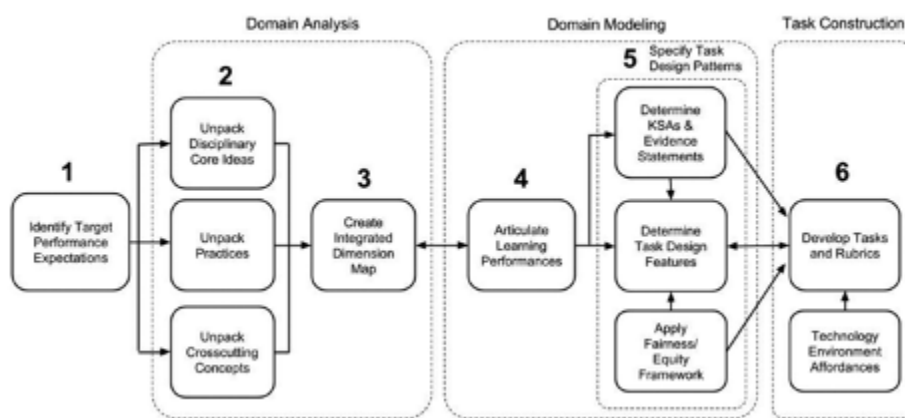 Domain Analysis
Domain Modeling
Task Construction
1
Identify Target
Performance
Expectations
2
Unpack
Disciplinary
Core Ideas
Unpack
Practices
Unpack
Crosscutting
Concepts
3
Create
Integrated
Dimension
Map
4
Articulate
Learning
Performances
5
Specify Task
Design Patterns
Determine
KSAs &
Evidence
Statements
Determine
Task Design
Features
Apply
Fairness/
Equity
Framework
6
Develop Tasks
and Rubrics
Technology
Environment
Affordances